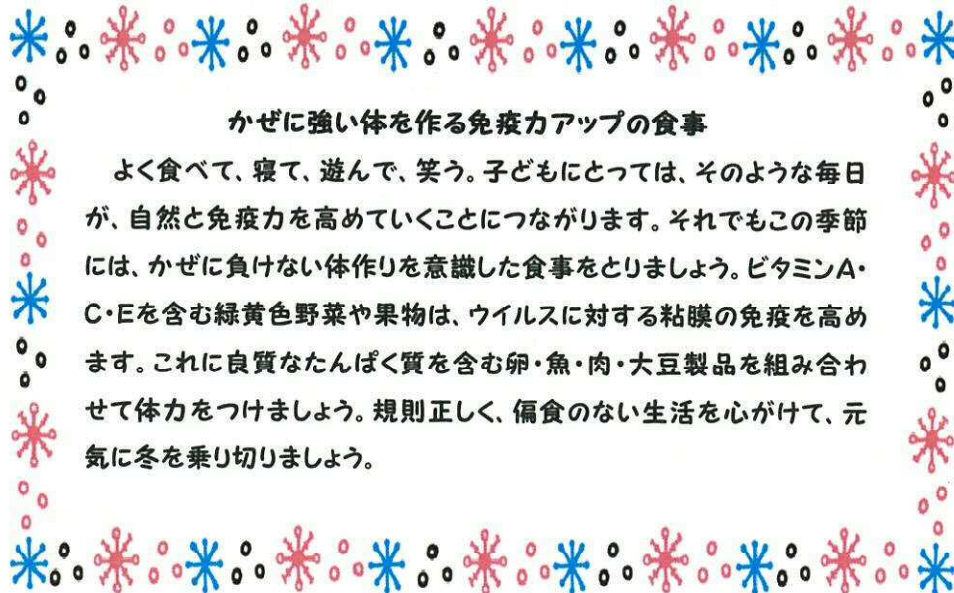 かぜに強い体を作る免疫力アップの食事
よく食べて、寝て、遊んで、笑う。子どもにとっては、そのような毎日
が、自然と免疫力を高めていくことにつながります。それでもこの季節
には、かぜに負けない体作りを意識した食事をとりましょう。ビタミンA・
C・Eを含む緑黄色野菜や果物は、ウイルスに対する粘膜の免疫を高め
ます。これに良質なたんぱく質を含む卵・魚・肉・大豆製品を組み合わ
せて体力をつけましょう。規則正しく、偏食のない生活を心がけて、元
気に冬を乗り切りましょう。